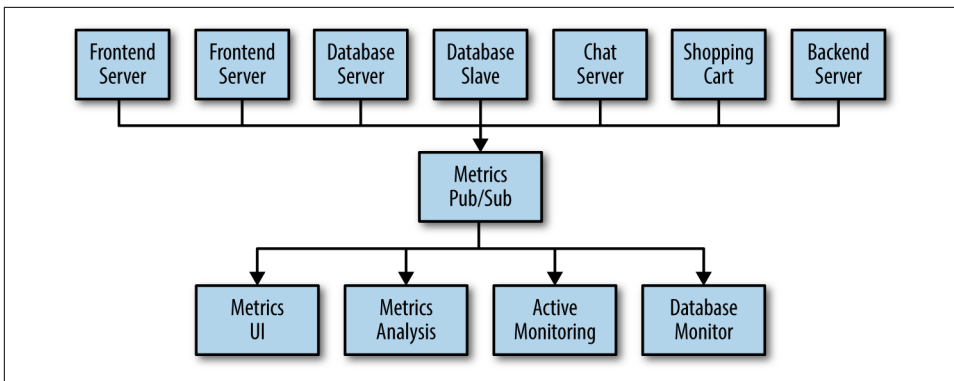 Frontend
Server
Frontend
Server
Database
Server
Database
Slave
Chat
Server
Shopping
Cart
Backend
Server
Metrics
Pub/Sub
Metrics
UI
Metrics
Analysis
Active
Monitoring
Database
Monitor